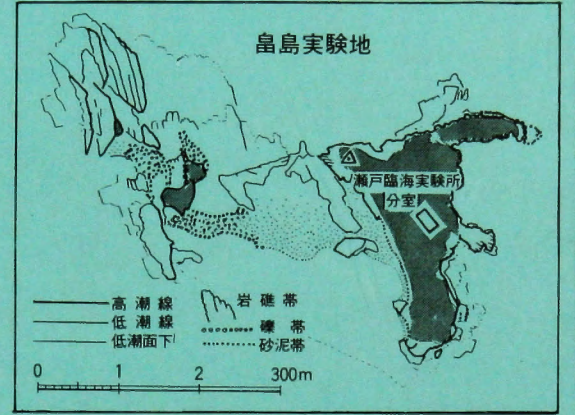 畠島実験地
瀬戸臨海実験所
分室
高潮線
低潮線
低潮面下
岩礁帯
礫帯
砂泥帯
0 1 2 300m